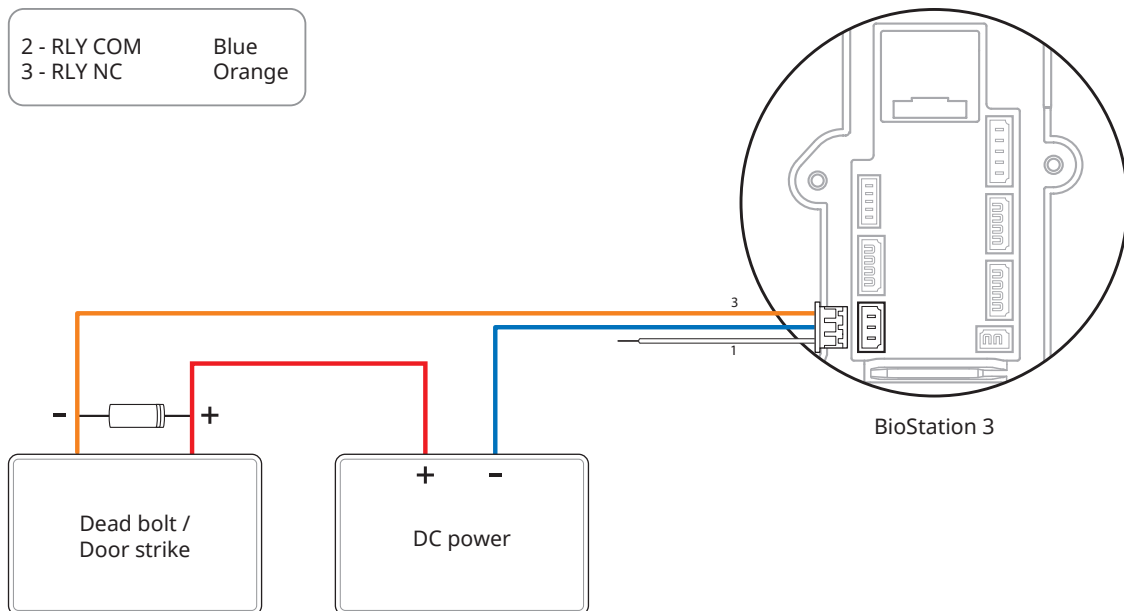 2 - RLY COM Blue
3 - RLY NC Orange
3
1
- +
+ -
BioStation 3
Dead bolt /
Door strike
DC power